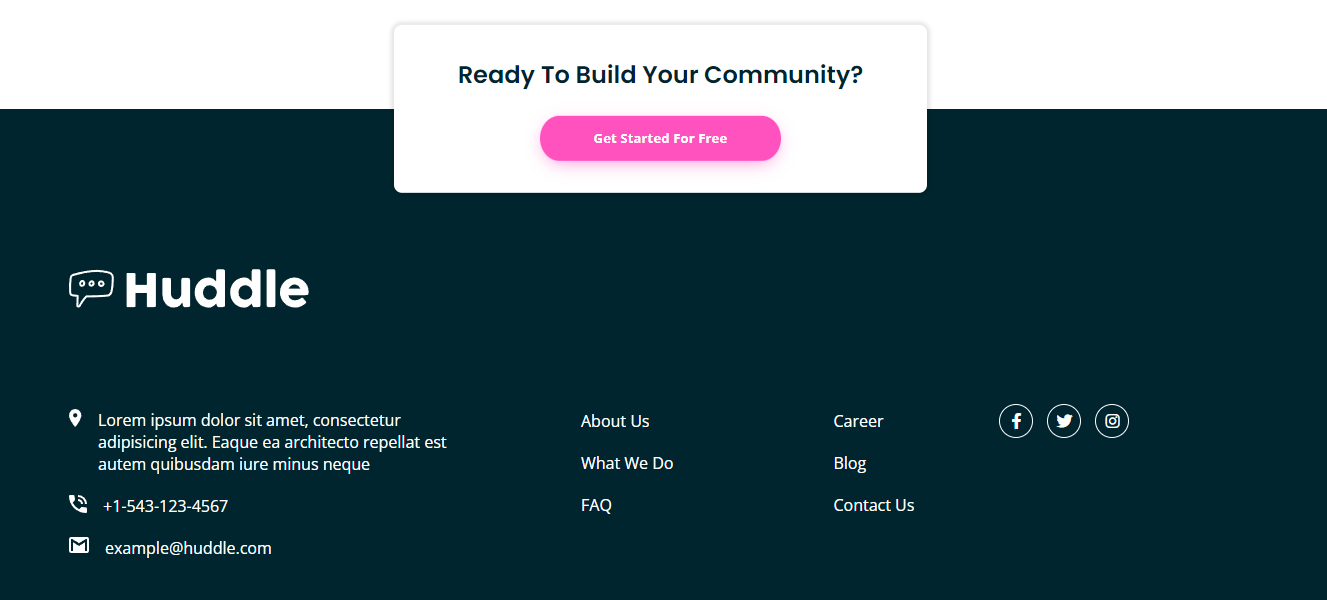 Ready To Build Your Community?
Get Started For Free
Huddle
Lorem ipsum dolor sit amet, consectetur
adipisicing elit. Eaque ea architecto repellat est
autem quibusdam iure minus neque
+1-543-123-4567
example@huddle.com
About Us
What We Do
FAQ
Career
Blog
Contact Us